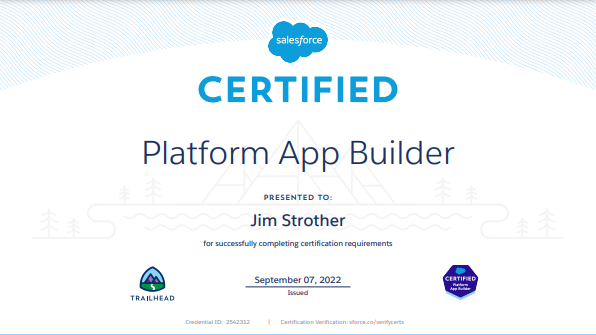 salesforce
CERTIFIED
Platform App Builder
PRESENTED TO:
Jim Strother
for successfully completing certification requirements
September 07, 2022
Issued
TRAILHEAD
CERTIFIED
Platform
App Builder
Credential ID: 2542312 | Certification Verification: sforce.co/verifycerts